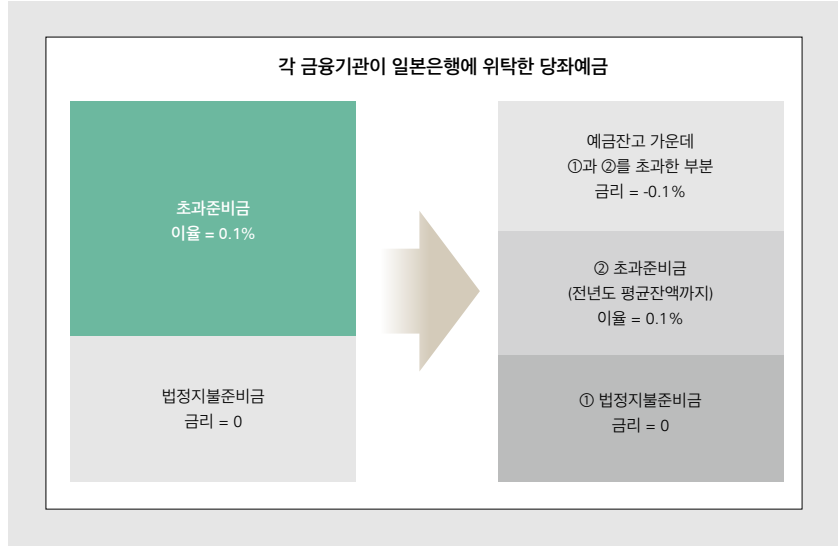 각 금융기관이 일본은행에 위탁한 당좌예금
초과준비금
이율 = 0.1%
법정지불준비금
금리 = 0
예금잔고 가운데
①과 ②를 초과한 부분
금리 = -0.1%
② 초과준비금
(전년도 평균잔액까지)
이율 = 0.1%
① 법정지불준비금
금리 = 0